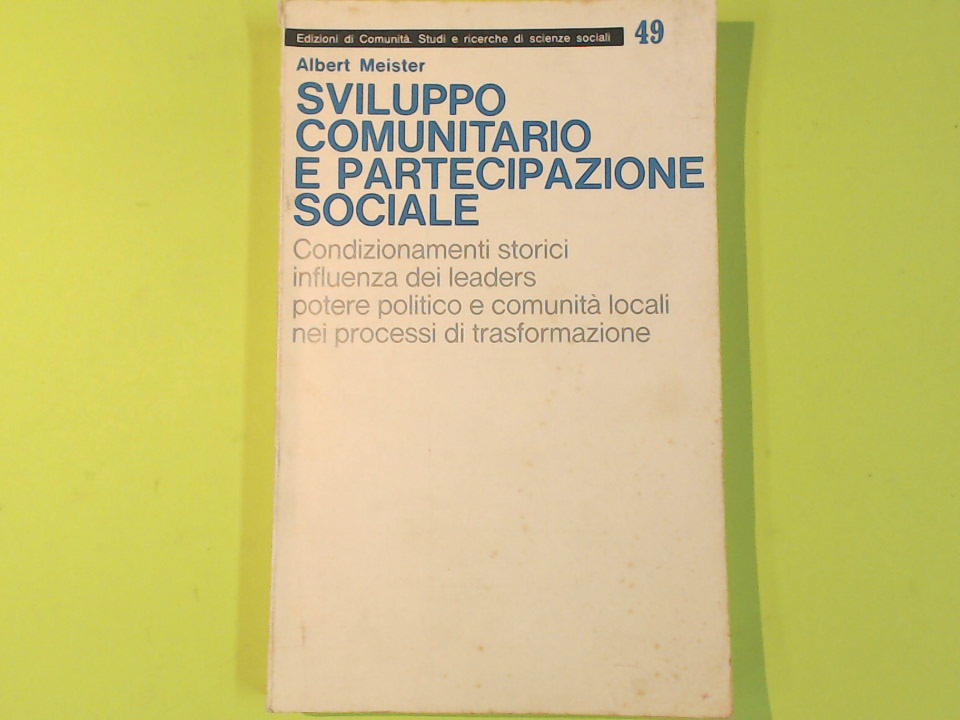 Edizioni di Comunità. Studi e ricerche di scienze sociali 49
Albert Meister
SVILUPPO
COMUNITARIO
E PARTECIPAZIONE
SOCIALE
Condizionamenti storici
influenza dei leaders
potere politico e comunità locali
nei processi di trasformazione